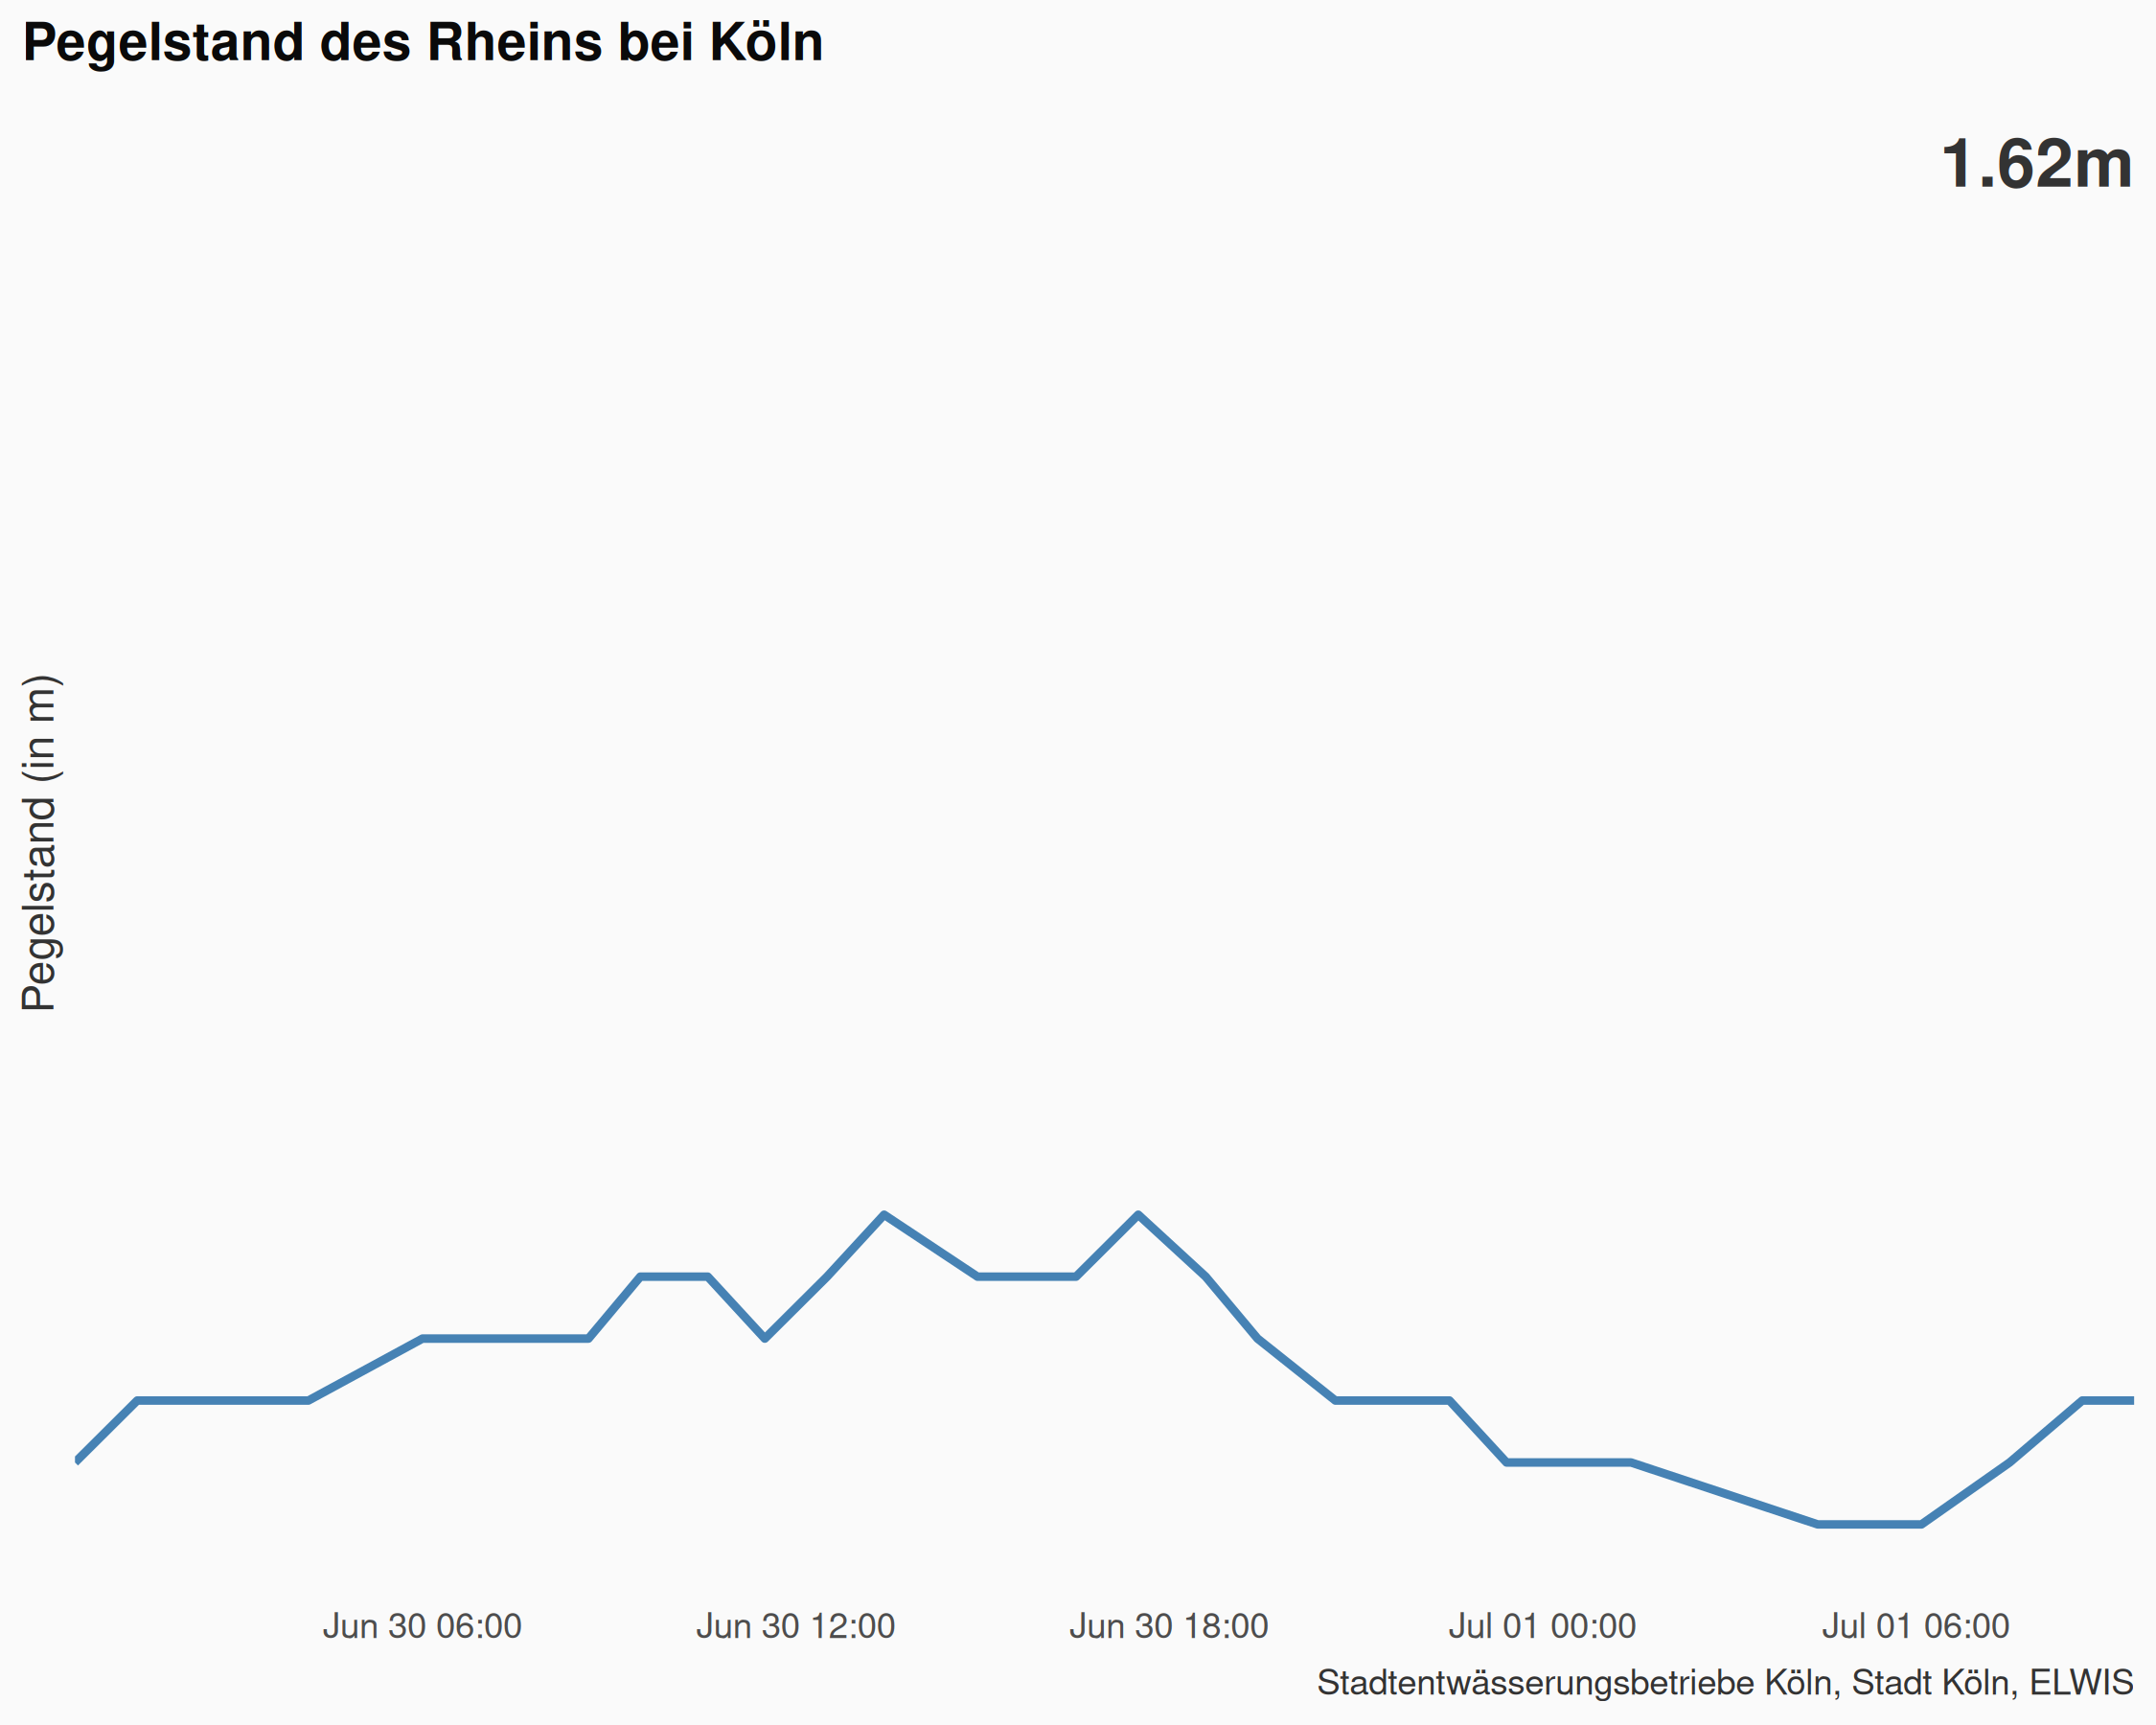 Pegelstand des Rheins bei Köln
1.62m
Pegelstand (in m)
Jun 30 06:00
Jun 30 12:00
Jun 30 18:00
Jul 01 00:00
Jul 01 06:00
Stadtentwässerungsbetriebe Köln, Stadt Köln, ELWIS